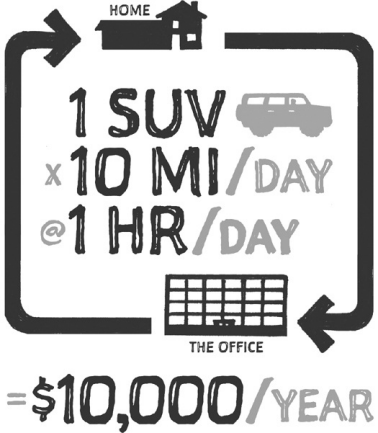 HOME
1 SUV
x 10 MI/DAY
@ 1 HR/DAY
THE OFFICE
= $10,000/YEAR